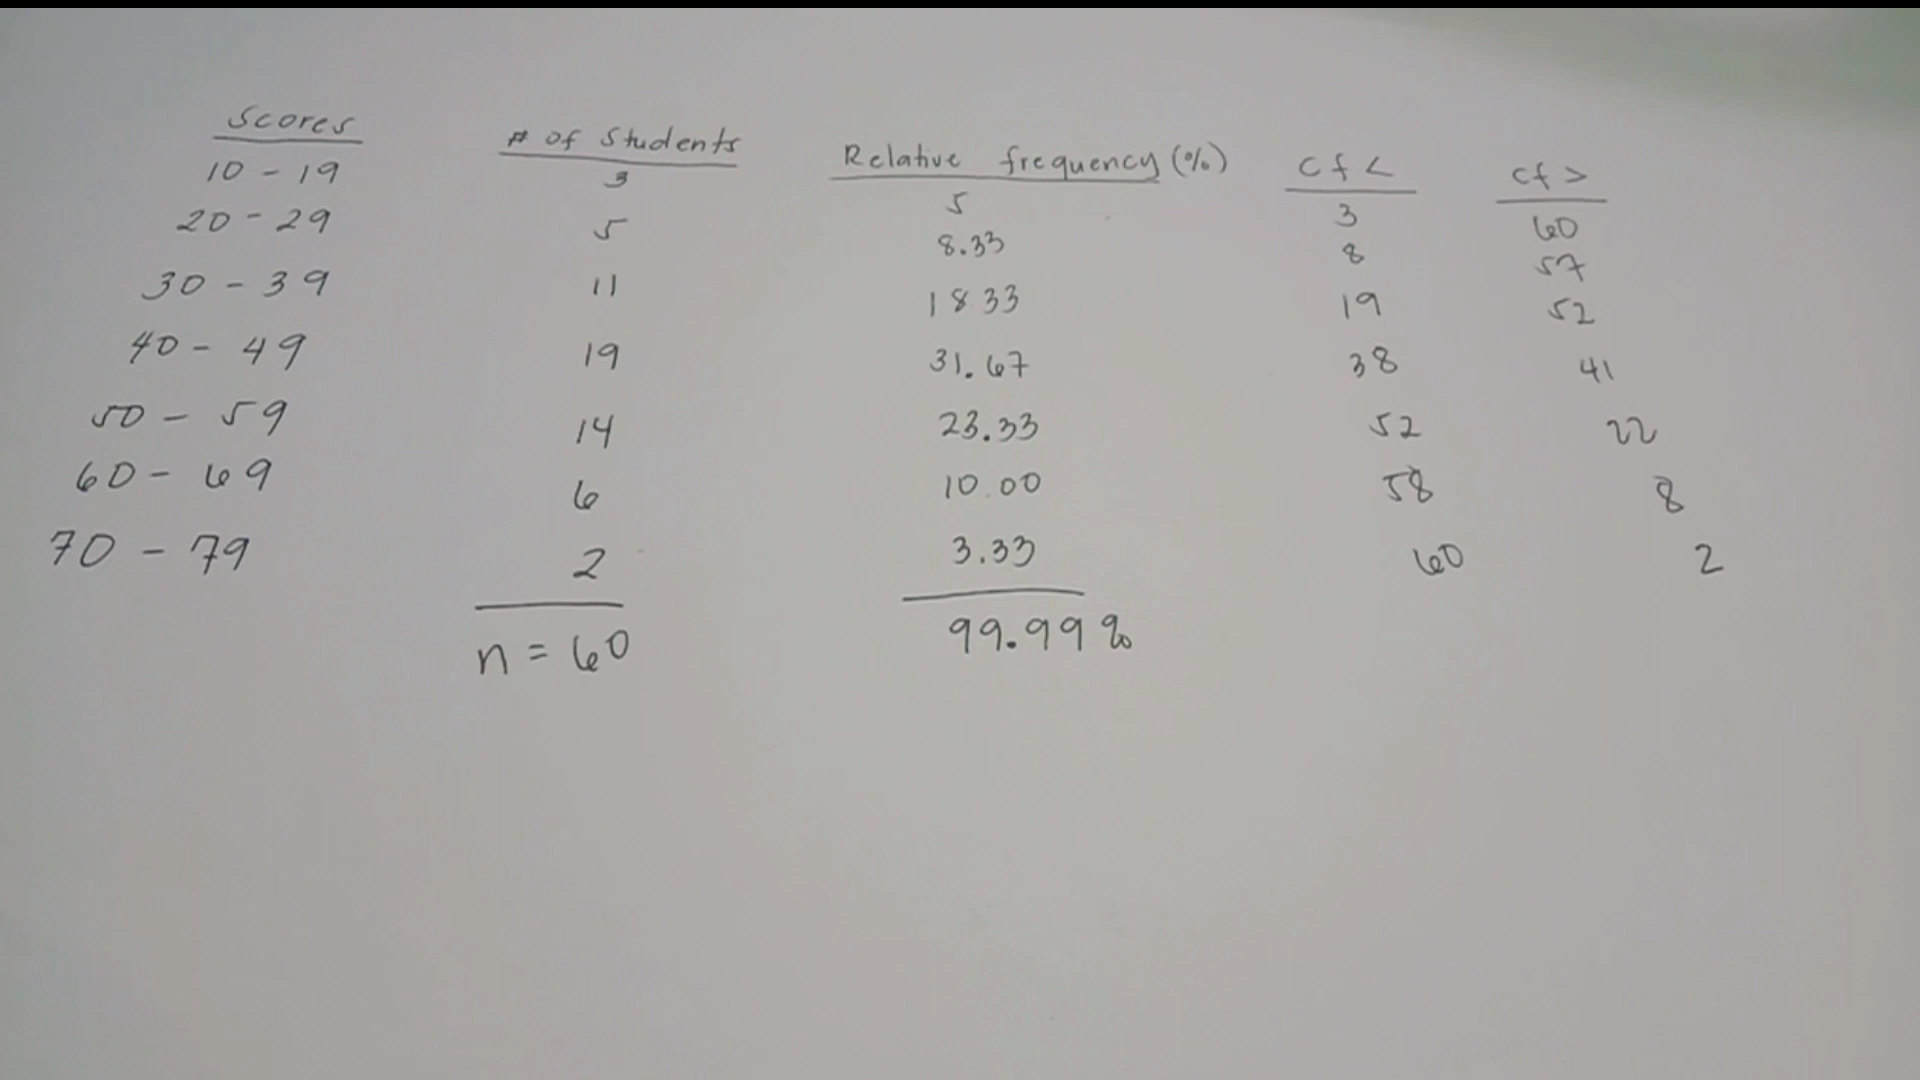 Scores # of Students Relative frequency (%) cf < cf >
10 - 19 3 5 3 60
20 - 29 5 8.33 8 57
30 - 39 11 18.33 19 52
40 - 49 19 31.67 38 41
50 - 59 14 23.33 52 22
60 - 69 6 10.00 58 8
70 - 79 2 3.33 60 2
n = 60 99.99%